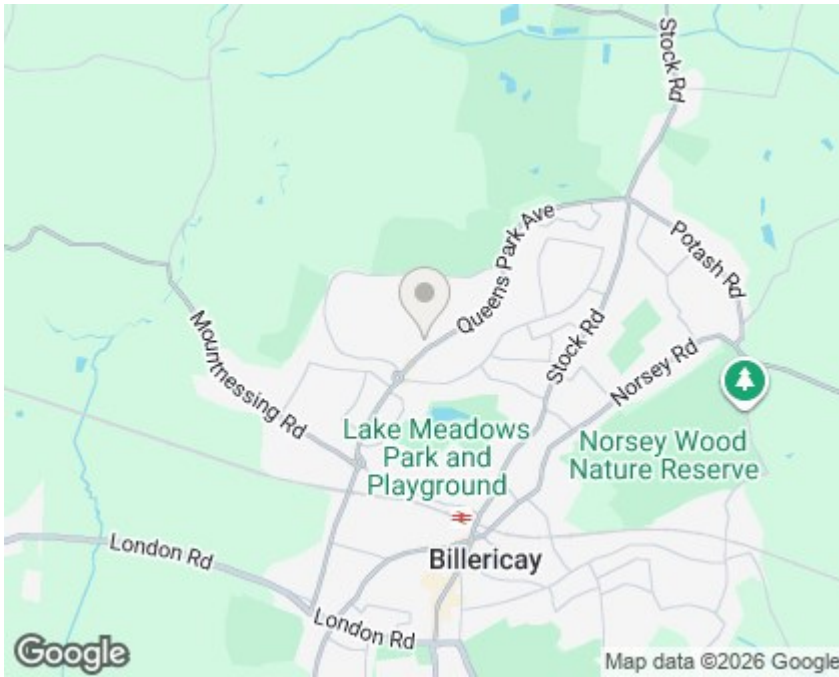 Stock Rd
Queens Park Ave
Potash Rd
Mountnessing Rd
Stock Rd
Norsey Rd
Lake Meadows
Park and
Playground
Norsey Wood
Nature Reserve
London Rd
Billericay
London Rd
Google
Map data ©2026 Google